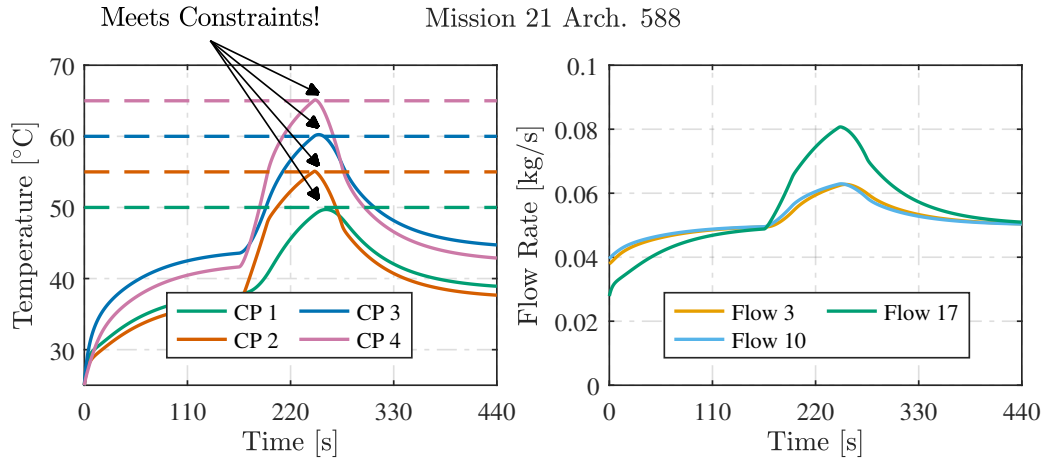 Meets Constraints!
Mission 21 Arch. 588
Temperature [°C]
70
60
50
40
30
CP 1
CP 3
CP 2
CP 4
0
110
220
330
440
Time [s]
Flow Rate [kg/s]
0.1
0.08
0.06
0.04
0.02
0
Flow 3
Flow 17
Flow 10
0
110
220
330
440
Time [s]